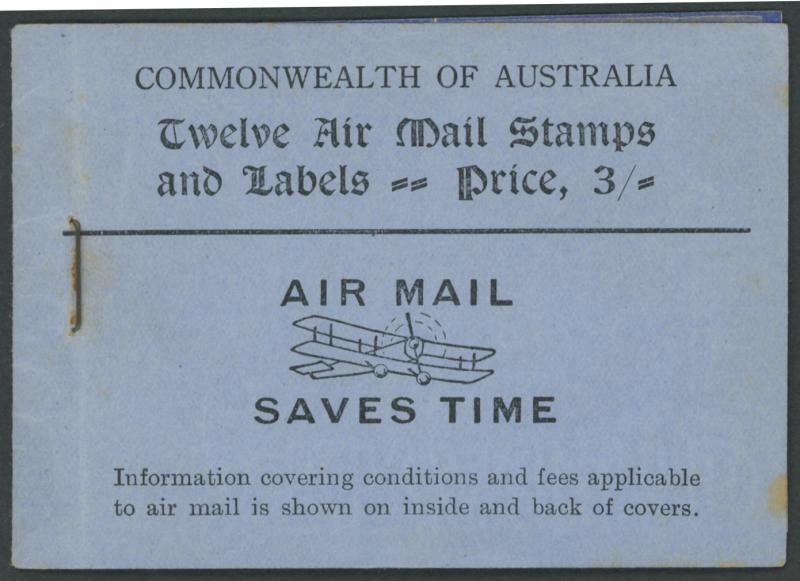 COMMONWEALTH OF AUSTRALIA
Twelve Air Mail Stamps
and Labels == Price, 3/=
AIR MAIL
SAVES TIME
Information covering conditions and fees applicable
to air mail is shown on inside and back of covers.